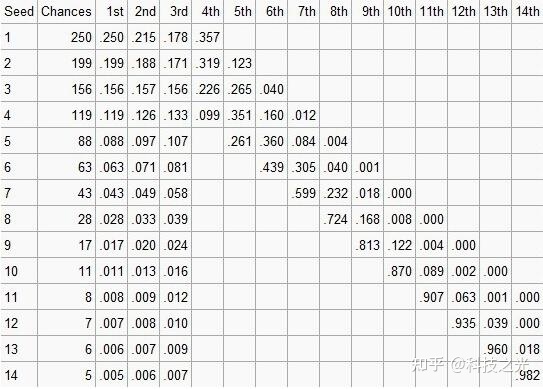 Seed Chances 1st 2nd 3rd 4th 5th 6th 7th 8th 9th 10th 11th 12th 13th 14th
1 250 .250 .215 .178 .357
2 199 .199 .188 .171 .319 .123
3 156 .156 .157 .156 .226 .265 .040
4 119 .119 .126 .133 .099 .351 .160 .012
5 88 .088 .097 .107 .261 .360 .084 .004
6 63 .063 .071 .081 .439 .305 .040 .001
7 43 .043 .049 .058 .599 .232 .018 .000
8 28 .028 .033 .039 .724 .168 .008 .000
9 17 .017 .020 .024 .813 .122 .004 .000
10 11 .011 .013 .016 .870 .089 .002 .000
11 8 .008 .009 .012 .907 .063 .001 .000
12 7 .007 .008 .010 .935 .039 .000
13 6 .006 .007 .009 .960 .018
14 5 .005 .006 .007 .982
知乎 @科技之光